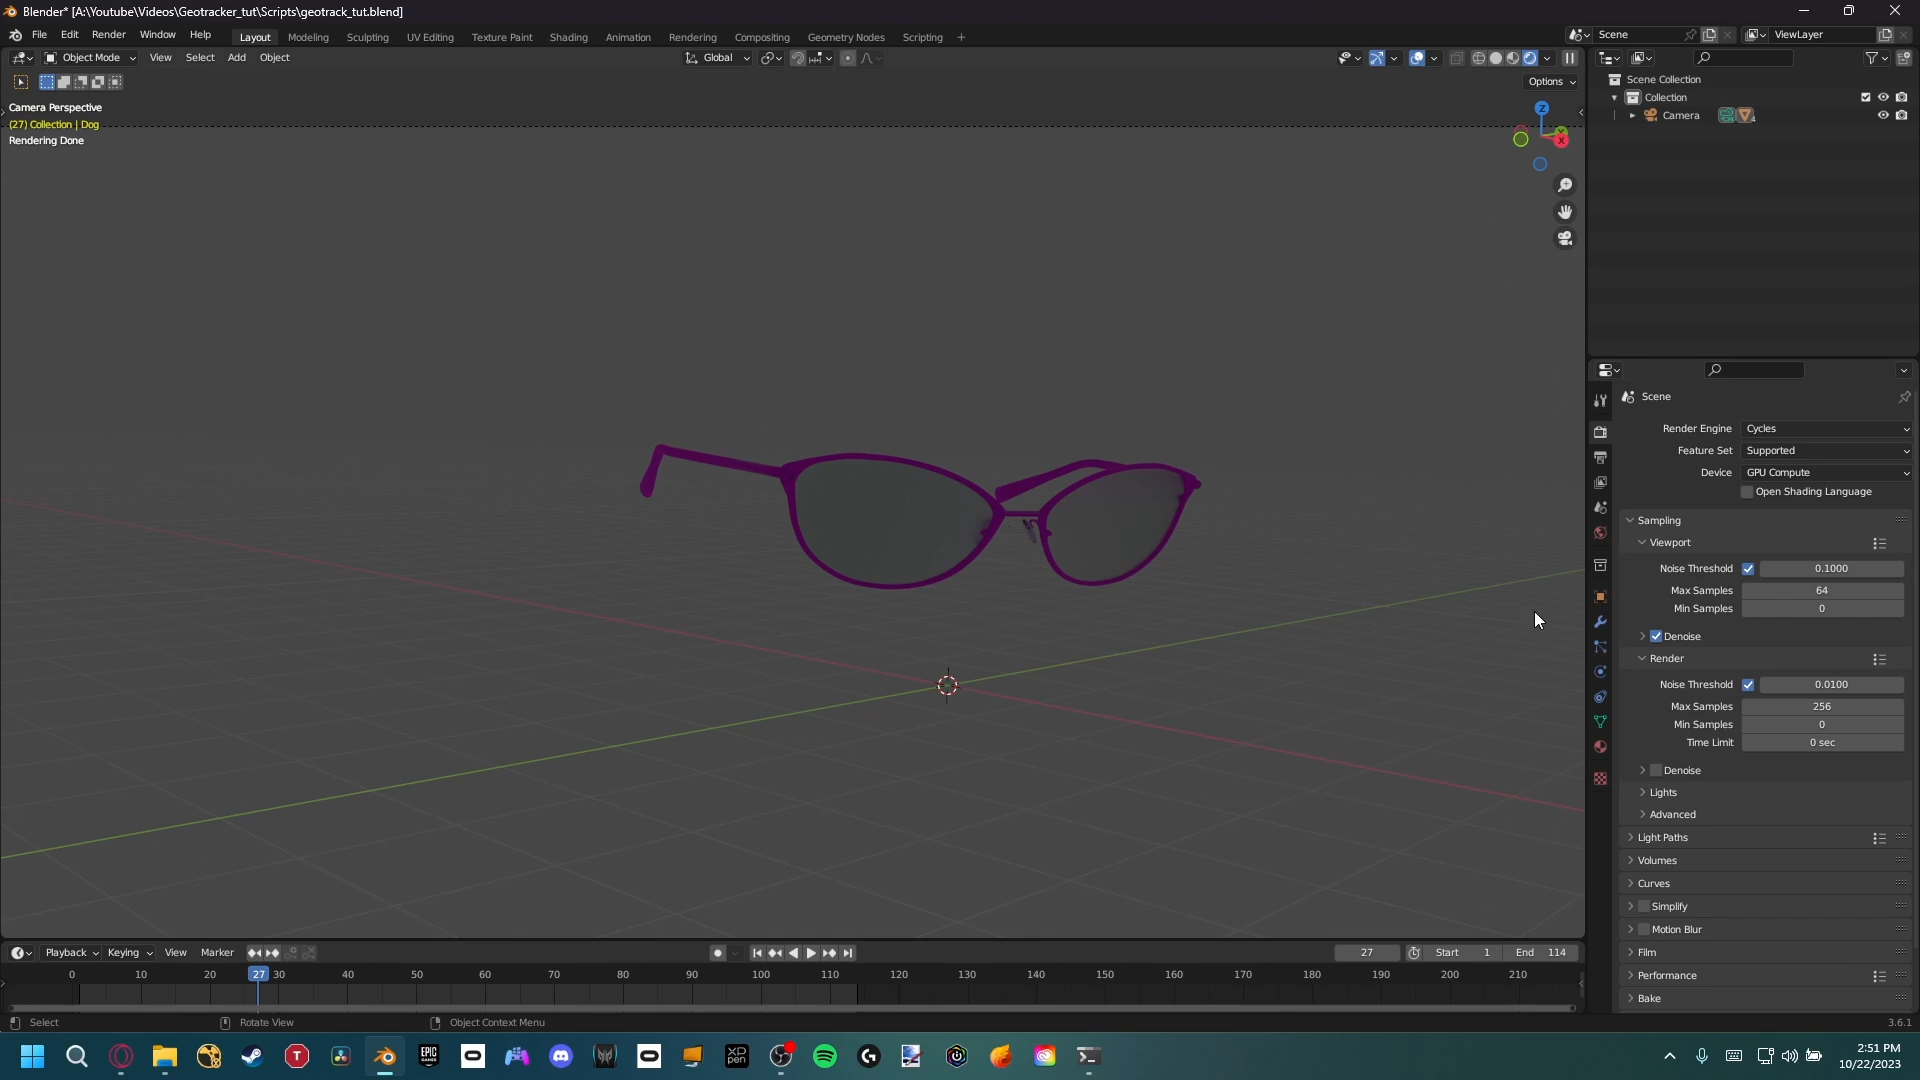 Blender* [A:\Youtube\Videos\Geotracker_tut\Scripts\geotrack_tut.blend]
File Edit Render Window Help Layout Modeling Sculpting UV Editing Texture Paint Shading Animation Rendering Compositing Geometry Nodes Scripting + Scene ViewLayer
Object Mode View Select Add Object Global
Options
Camera Perspective
(27) Collection | Dog
Rendering Done
Z
X
Scene Collection
Collection
Camera
4
Scene
Render Engine Cycles
Feature Set Supported
Device GPU Compute
Open Shading Language
Sampling
Viewport
Noise Threshold 0.1000
Max Samples 64
Min Samples 0
Denoise
Render
Noise Threshold 0.0100
Max Samples 256
Min Samples 0
Time Limit 0 sec
Denoise
Lights
Advanced
Light Paths
Volumes
Curves
Simplify
Motion Blur
Film
Performance
Bake
Playback Keying View Marker 27 Start 1 End 114
0 10 20 27 30 40 50 60 70 80 90 100 110 120 130 140 150 160 170 180 190 200 210
Select Rotate View Object Context Menu 3.6.1
EPIC GAMES
XP PEN
2:51 PM
10/22/2023